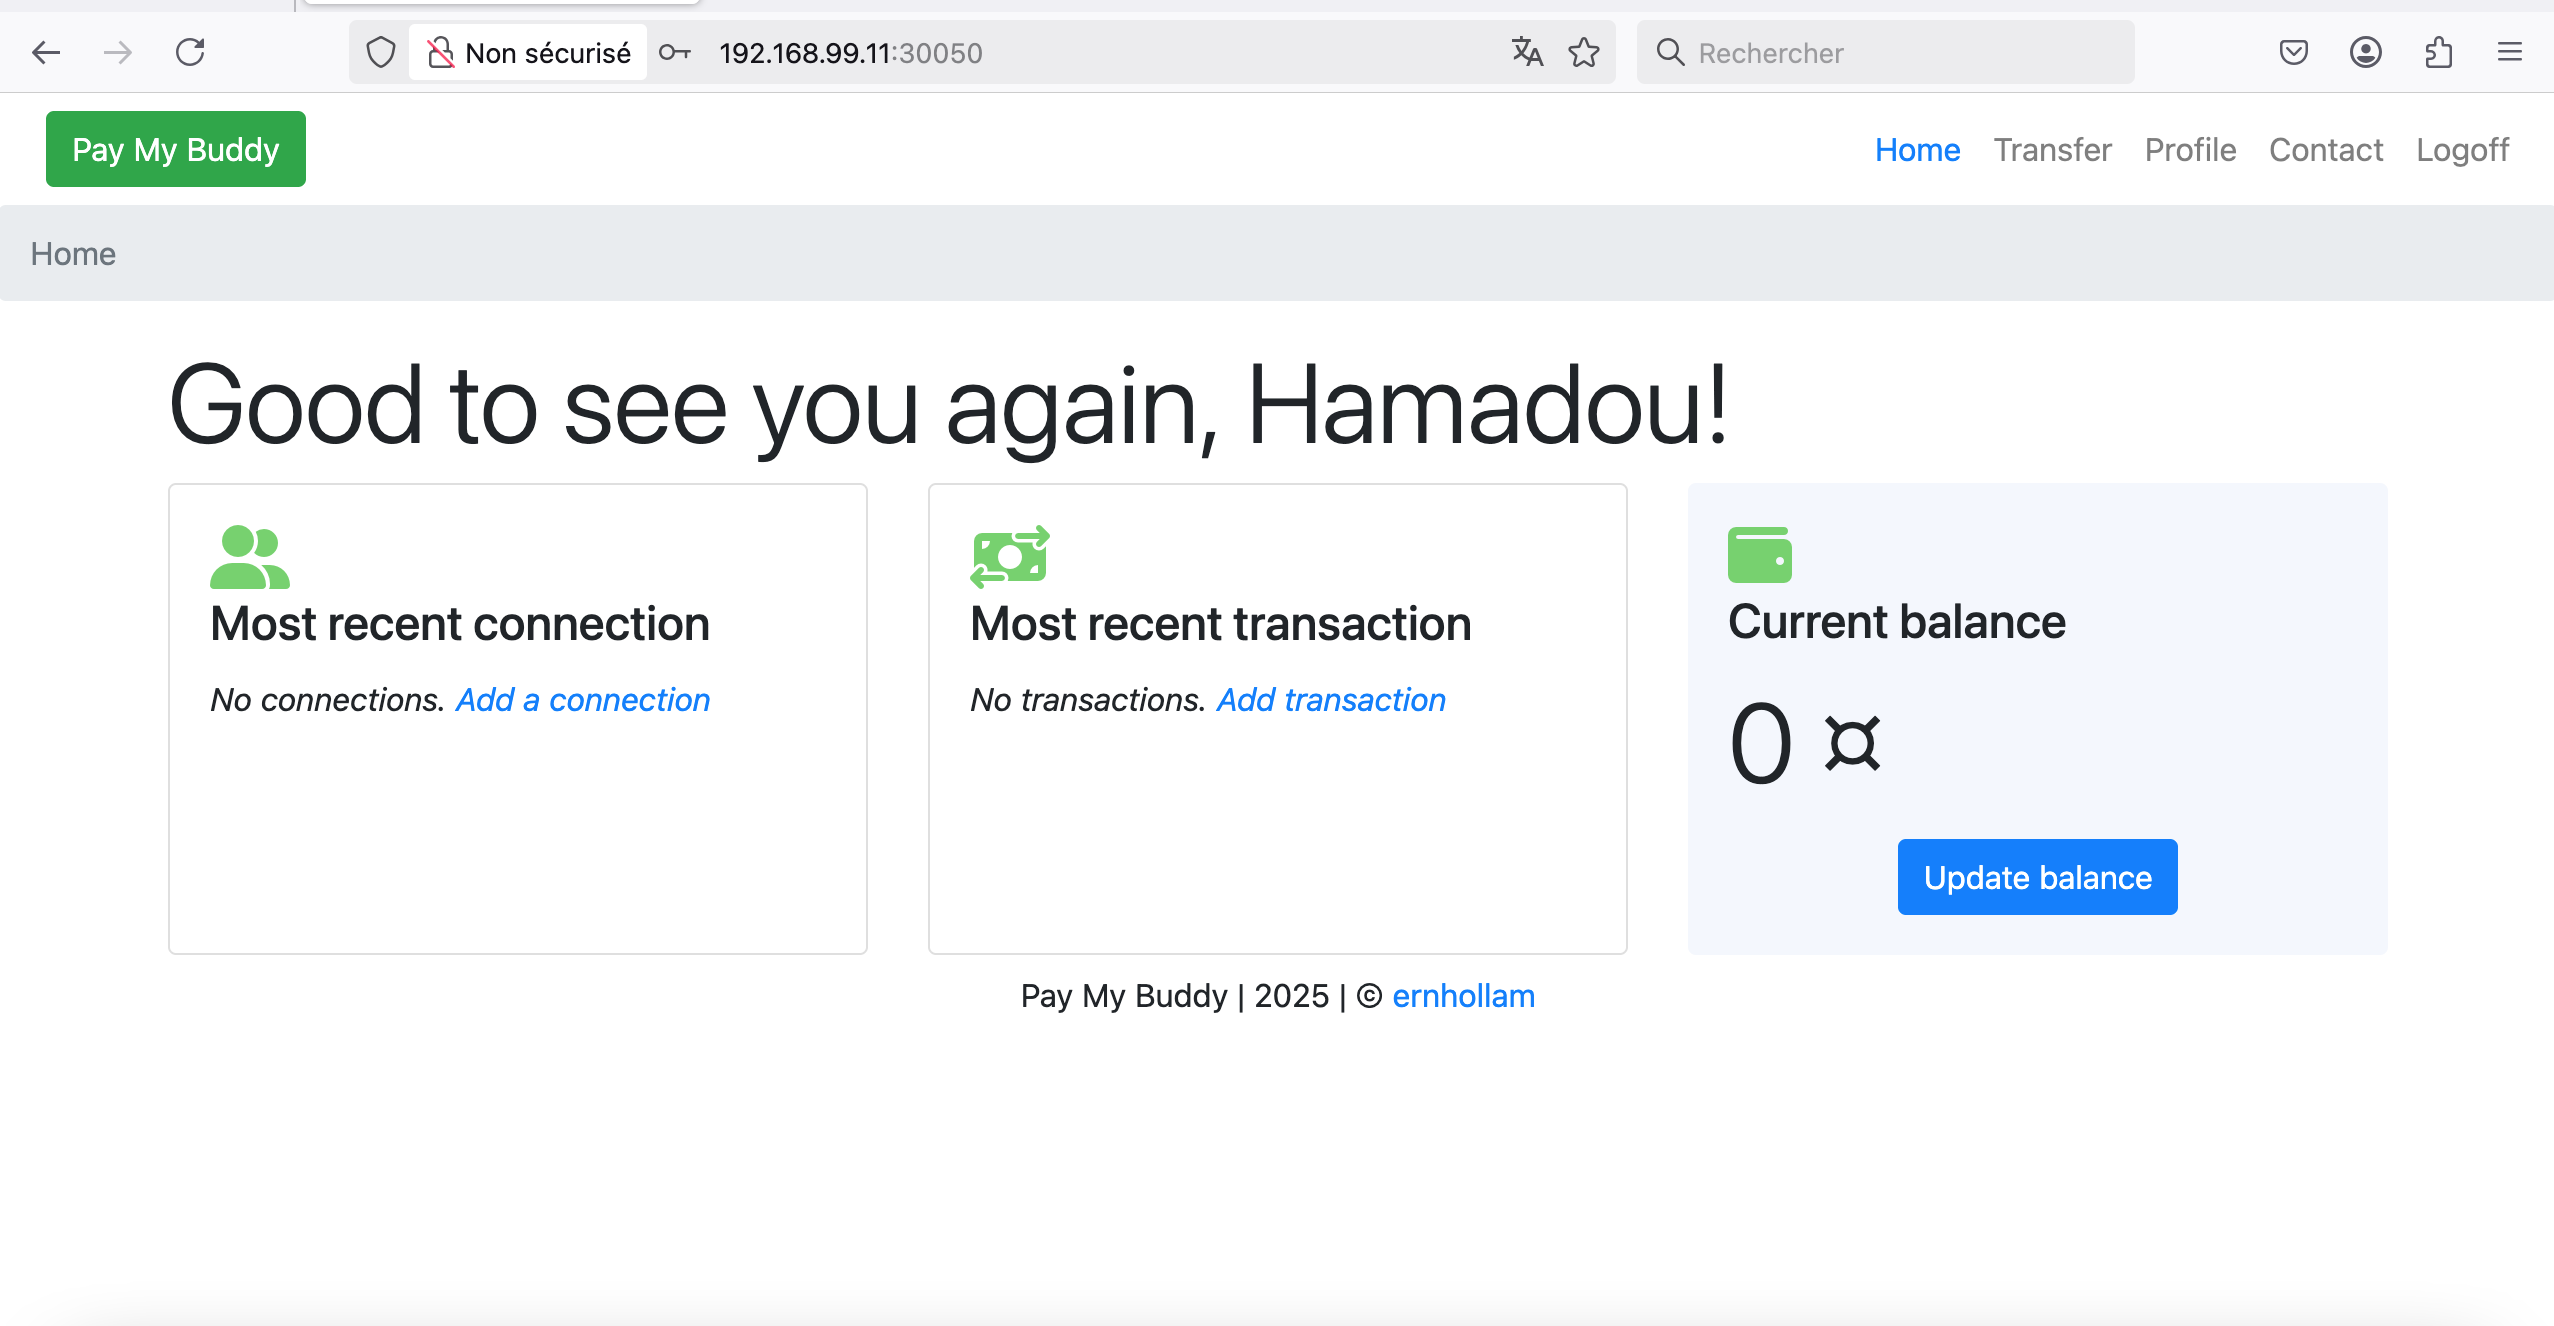 Non sécurisé 192.168.99.11:30050 Rechercher
Pay My Buddy Home Transfer Profile Contact Logoff
Home
Good to see you again, Hamadou!
Most recent connection
No connections. Add a connection
Most recent transaction
No transactions. Add transaction
Current balance
0 ¤
Update balance
Pay My Buddy | 2025 | © ernhollam